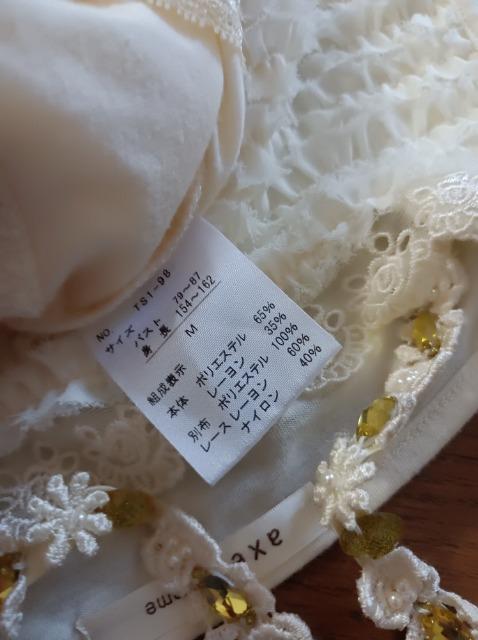 NO. TS1-98
サイズ
バスト 79～87
身長 154～162
M
組成表示
本体 ポリエステル 65%
レーヨン 35%
別布 ポリエステル 100%
レース レーヨン 60%
ナイロン 40%
axe
ome